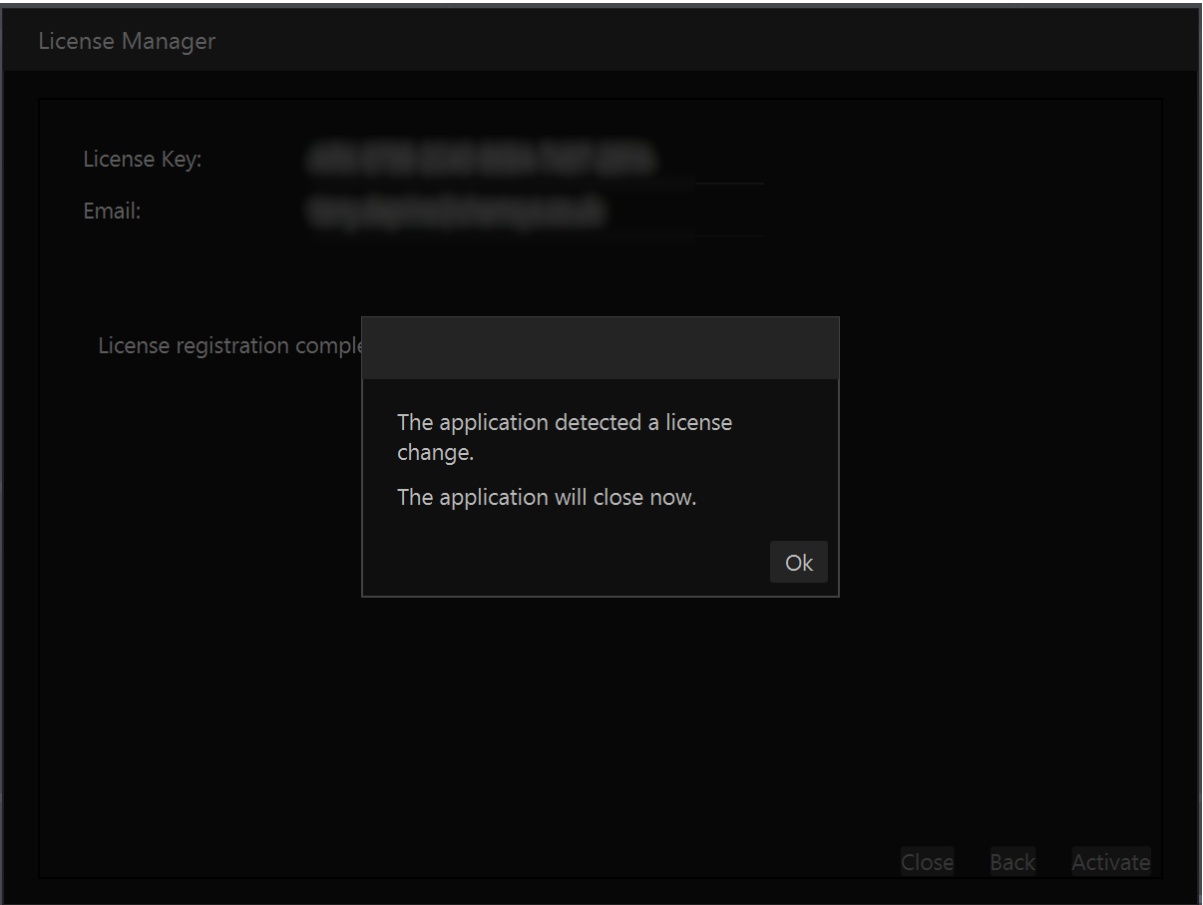 License Manager
License Key:
Email:
License registration
The application detected a license
change.
The application will close now.
Ok
Close
Back
Activate